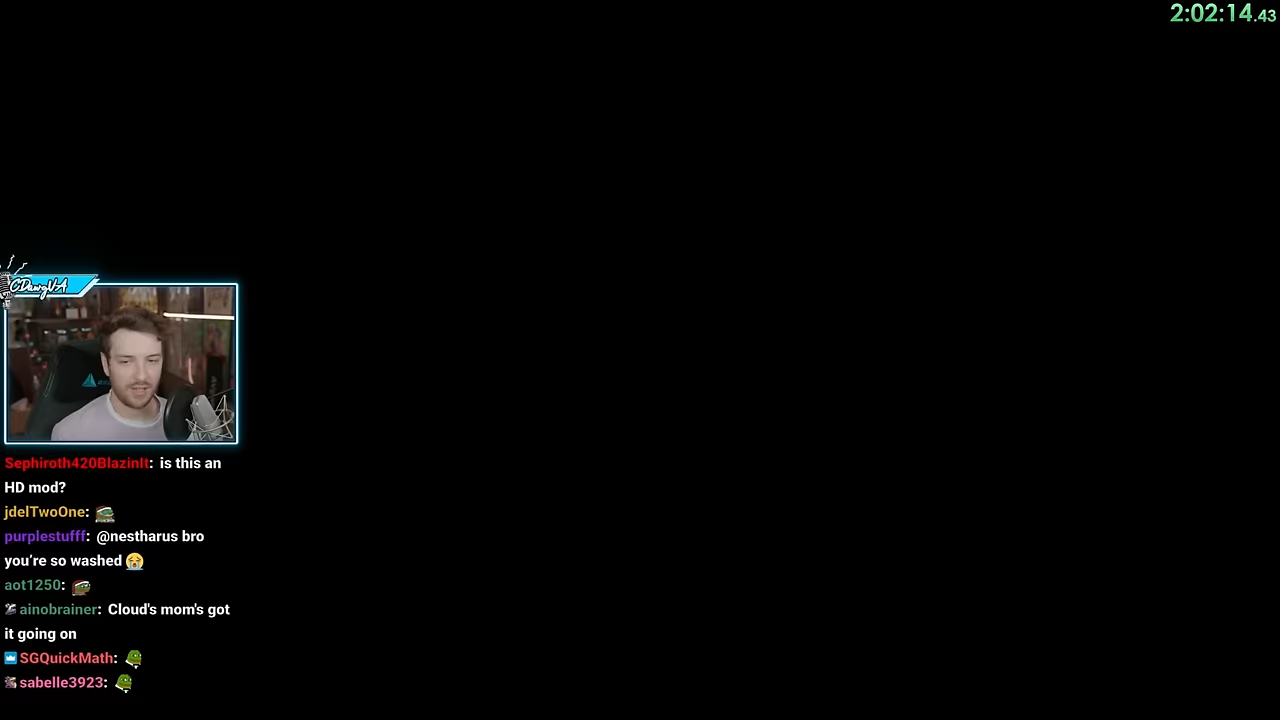 2:02:14.43
CDawgVA
Sephiroth420BlazinIt: is this an
HD mod?
jdelTwoOne:
purplestufff: @nestharus bro
you're so washed
aot1250:
ainobrainer: Cloud's mom's got
it going on
SGQuickMath:
sabelle3923: